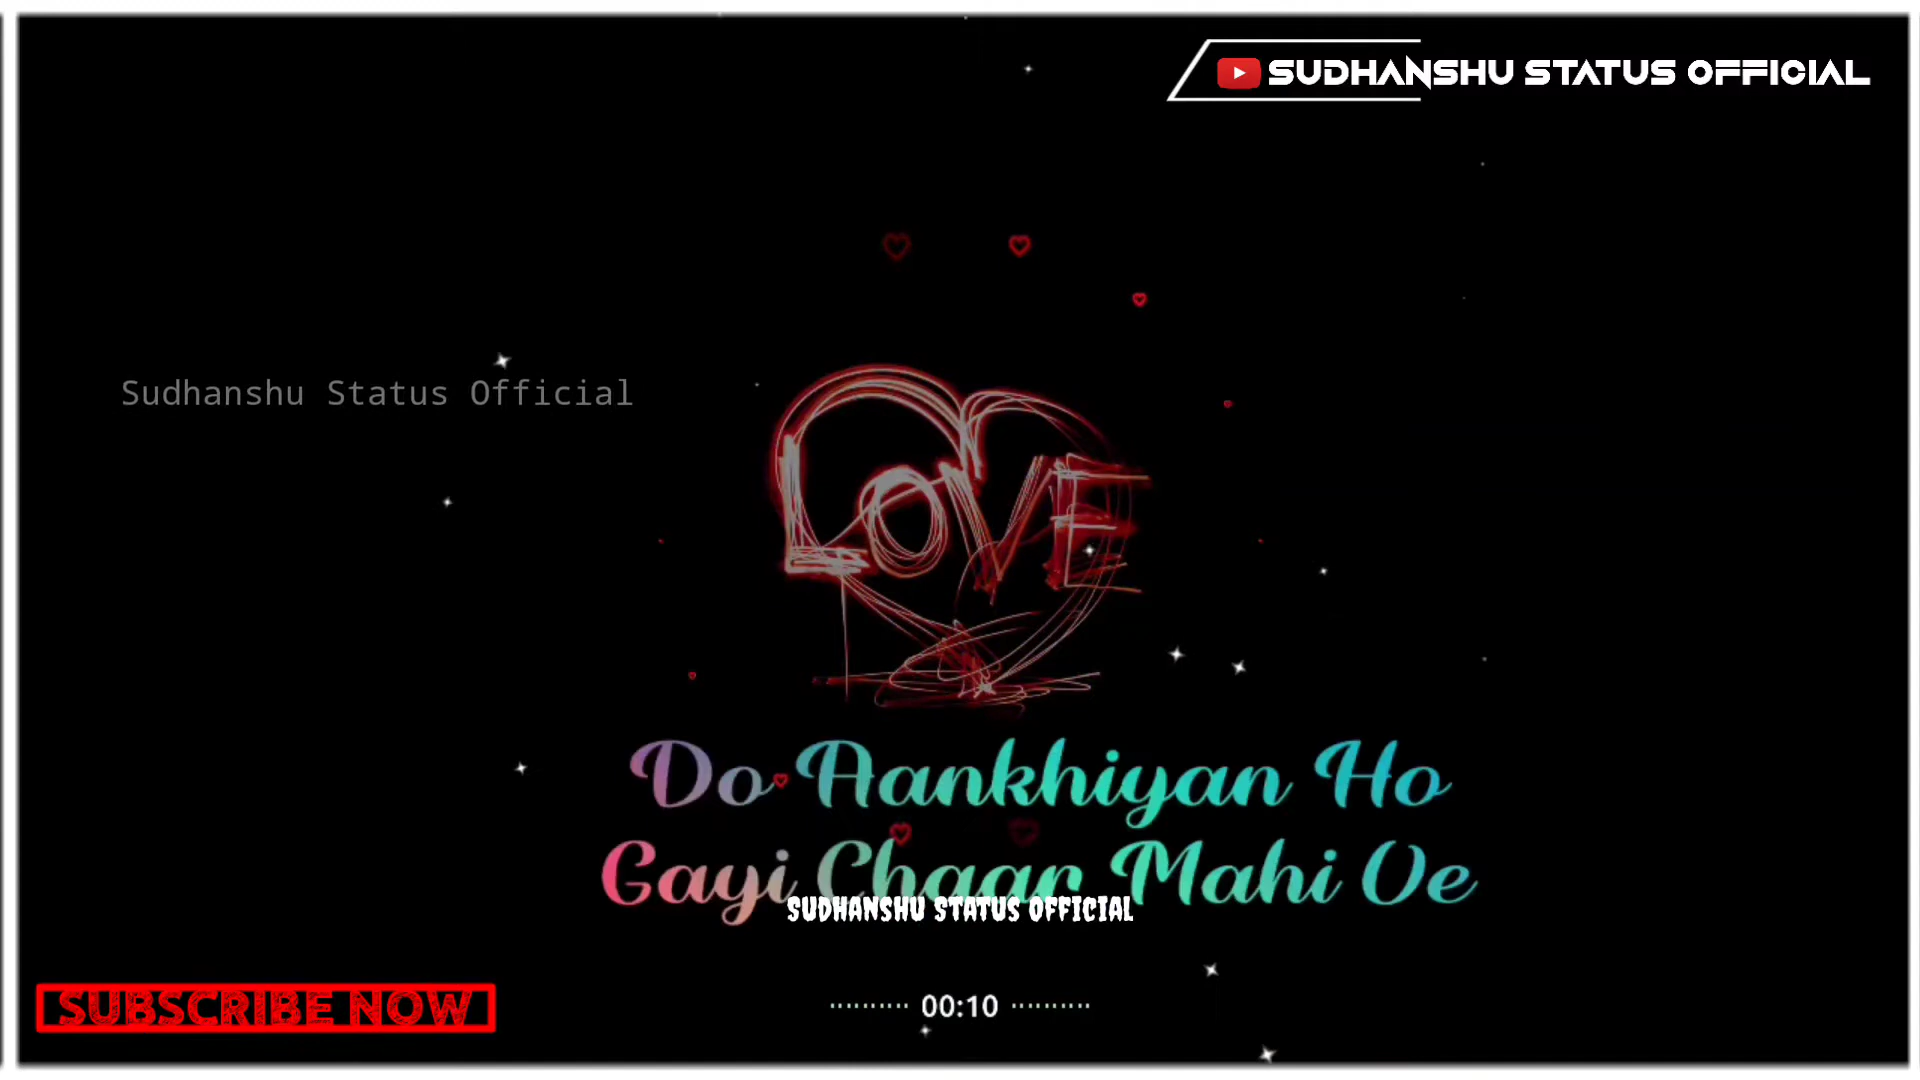 SUDHANSHU STATUS OFFICIAL
Sudhanshu Status Official
LOVE
Do Aankhiyan Ho
Gayi Chaar Mahi Ve
SUDHANSHU STATUS OFFICIAL
SUBSCRIBE NOW
00:10